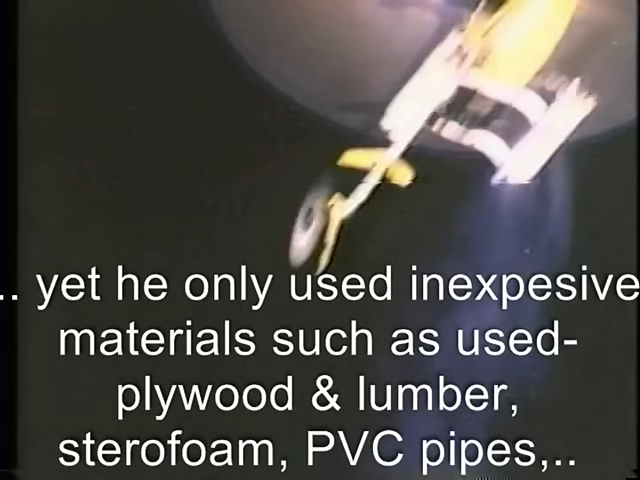 .. yet he only used inexpesive
materials such as used-
plywood & lumber,
sterofoam, PVC pipes,..